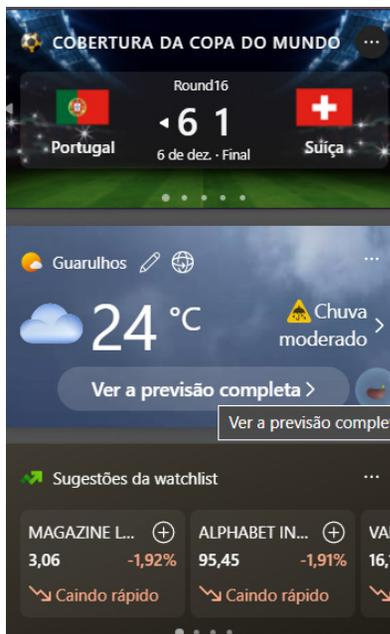 COBERTURA DA COPA DO MUNDO
Round16
6 1
Portugal
6 de dez. · Final
Suíça
Guarulhos
24 °C
Chuva
moderado
Ver a previsão completa
Ver a previsão comple
Sugestões da watchlist
MAGAZINE L...
3,06 -1,92%
Caindo rápido
ALPHABET IN...
95,45 -1,91%
Caindo rápido
VA
16,